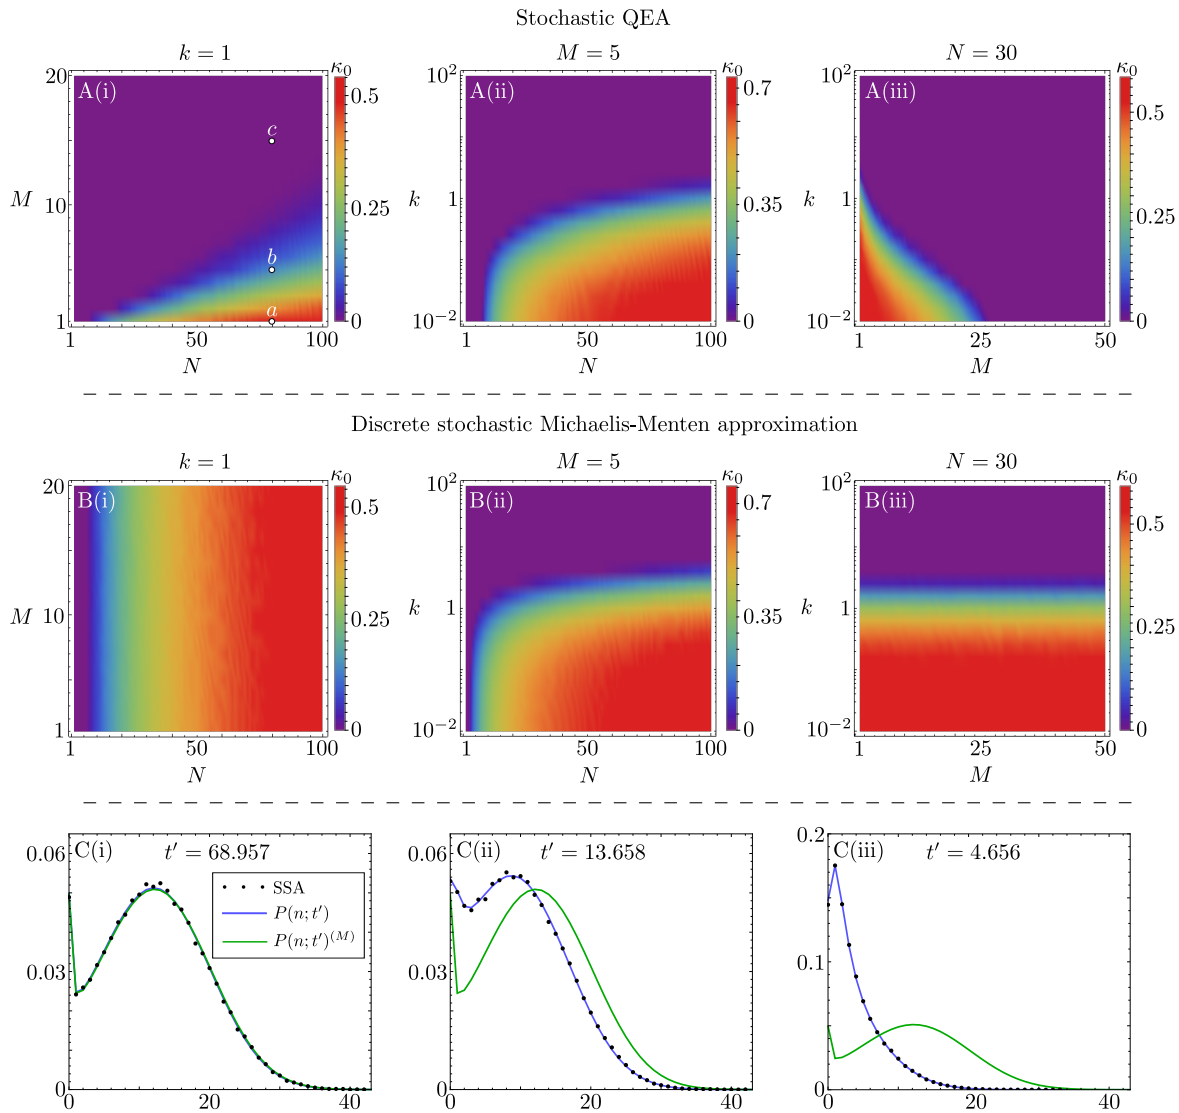 Stochastic QEA
k = 1
M = 5
N = 30
A(i)
A(ii)
A(iii)
κ0
0.5
0.25
0
κ0
0.7
0.35
0
κ0
0.5
0.25
0
20
10
1
M
10^2
1
10^-2
k
10^2
1
10^-2
k
c
b
a
1 50 100
N
1 50 100
N
1 25 50
M
Discrete stochastic Michaelis-Menten approximation
k = 1
M = 5
N = 30
B(i)
B(ii)
B(iii)
κ0
0.5
0.25
0
κ0
0.7
0.35
0
κ0
0.5
0.25
0
20
10
1
M
10^2
1
10^-2
k
10^2
1
10^-2
k
1 50 100
N
1 50 100
N
1 25 50
M
C(i) t′ = 68.957
SSA
P(n; t′)
P(n; t′)^(M)
0.06
0.03
0
0 20 40
C(ii) t′ = 13.658
0.06
0.03
0
0 20 40
C(iii) t′ = 4.656
0.2
0.1
0
0 20 40